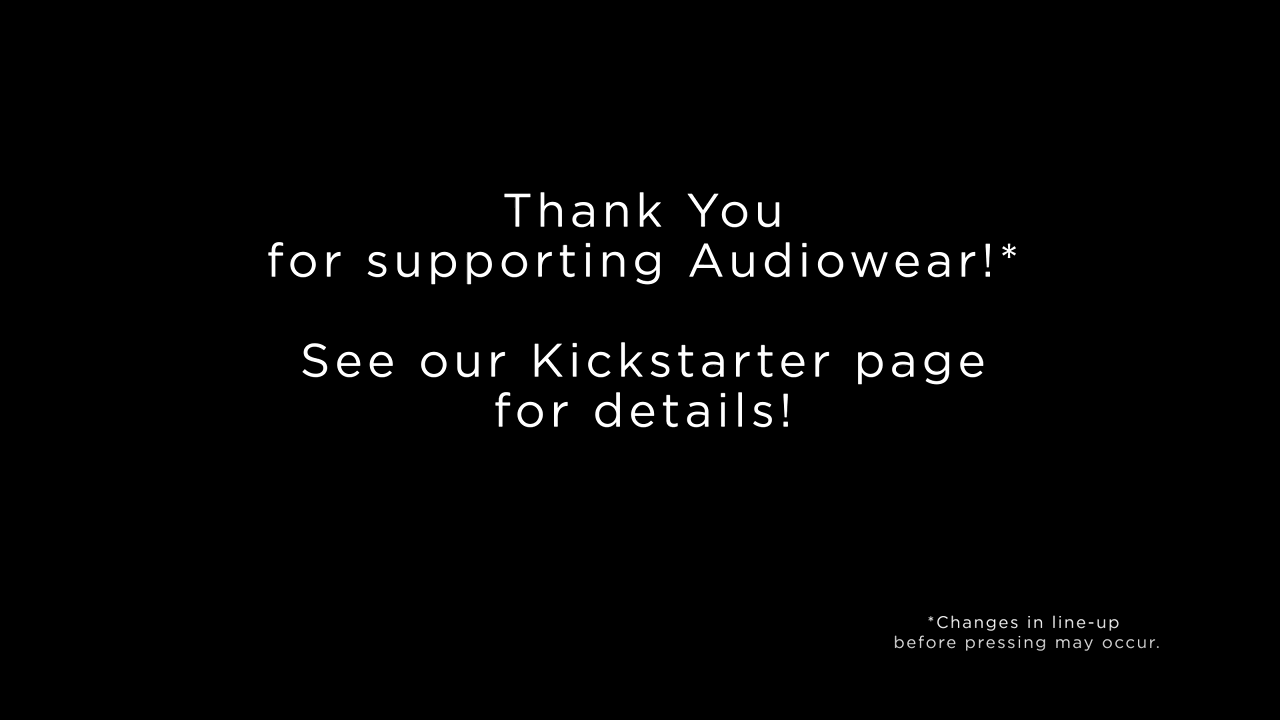 Thank You
for supporting Audiowear!*
See our Kickstarter page
for details!
*Changes in line-up
before pressing may occur.